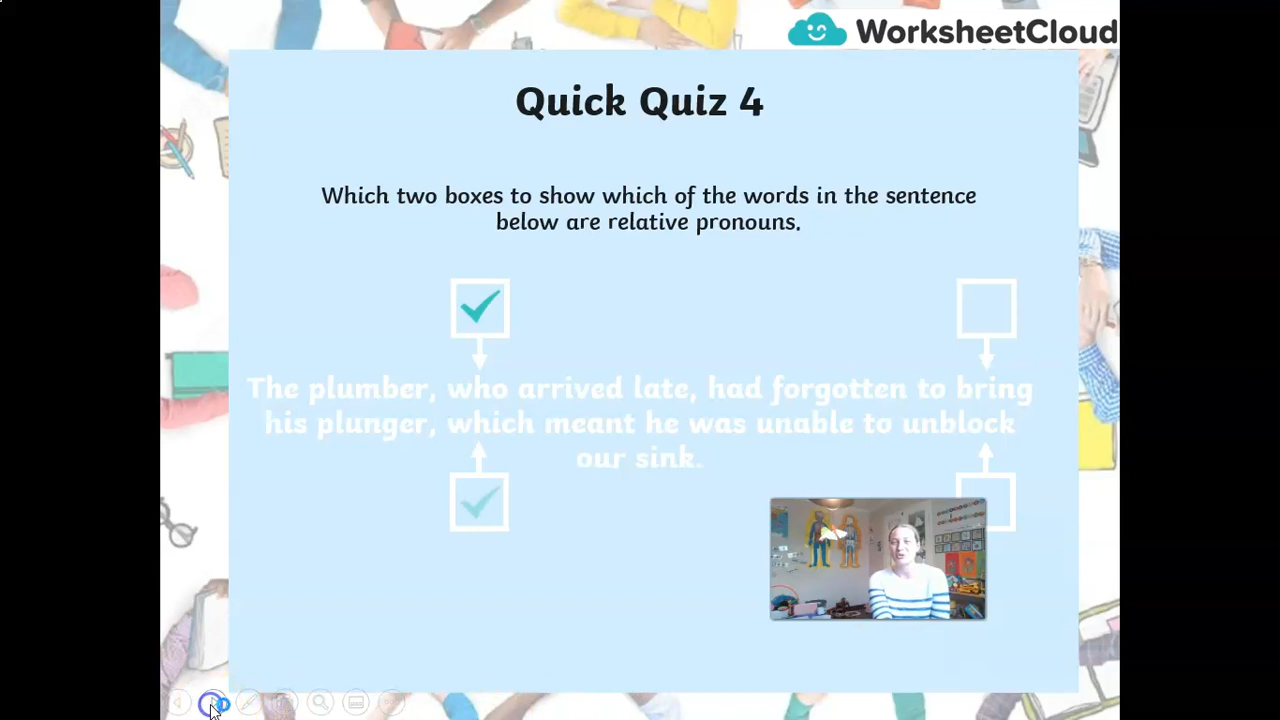 WorksheetCloud
Quick Quiz 4
Which two boxes to show which of the words in the sentence
below are relative pronouns.
The plumber, who arrived late, had forgotten to bring
his plunger, which meant he was unable to unblock
our sink.